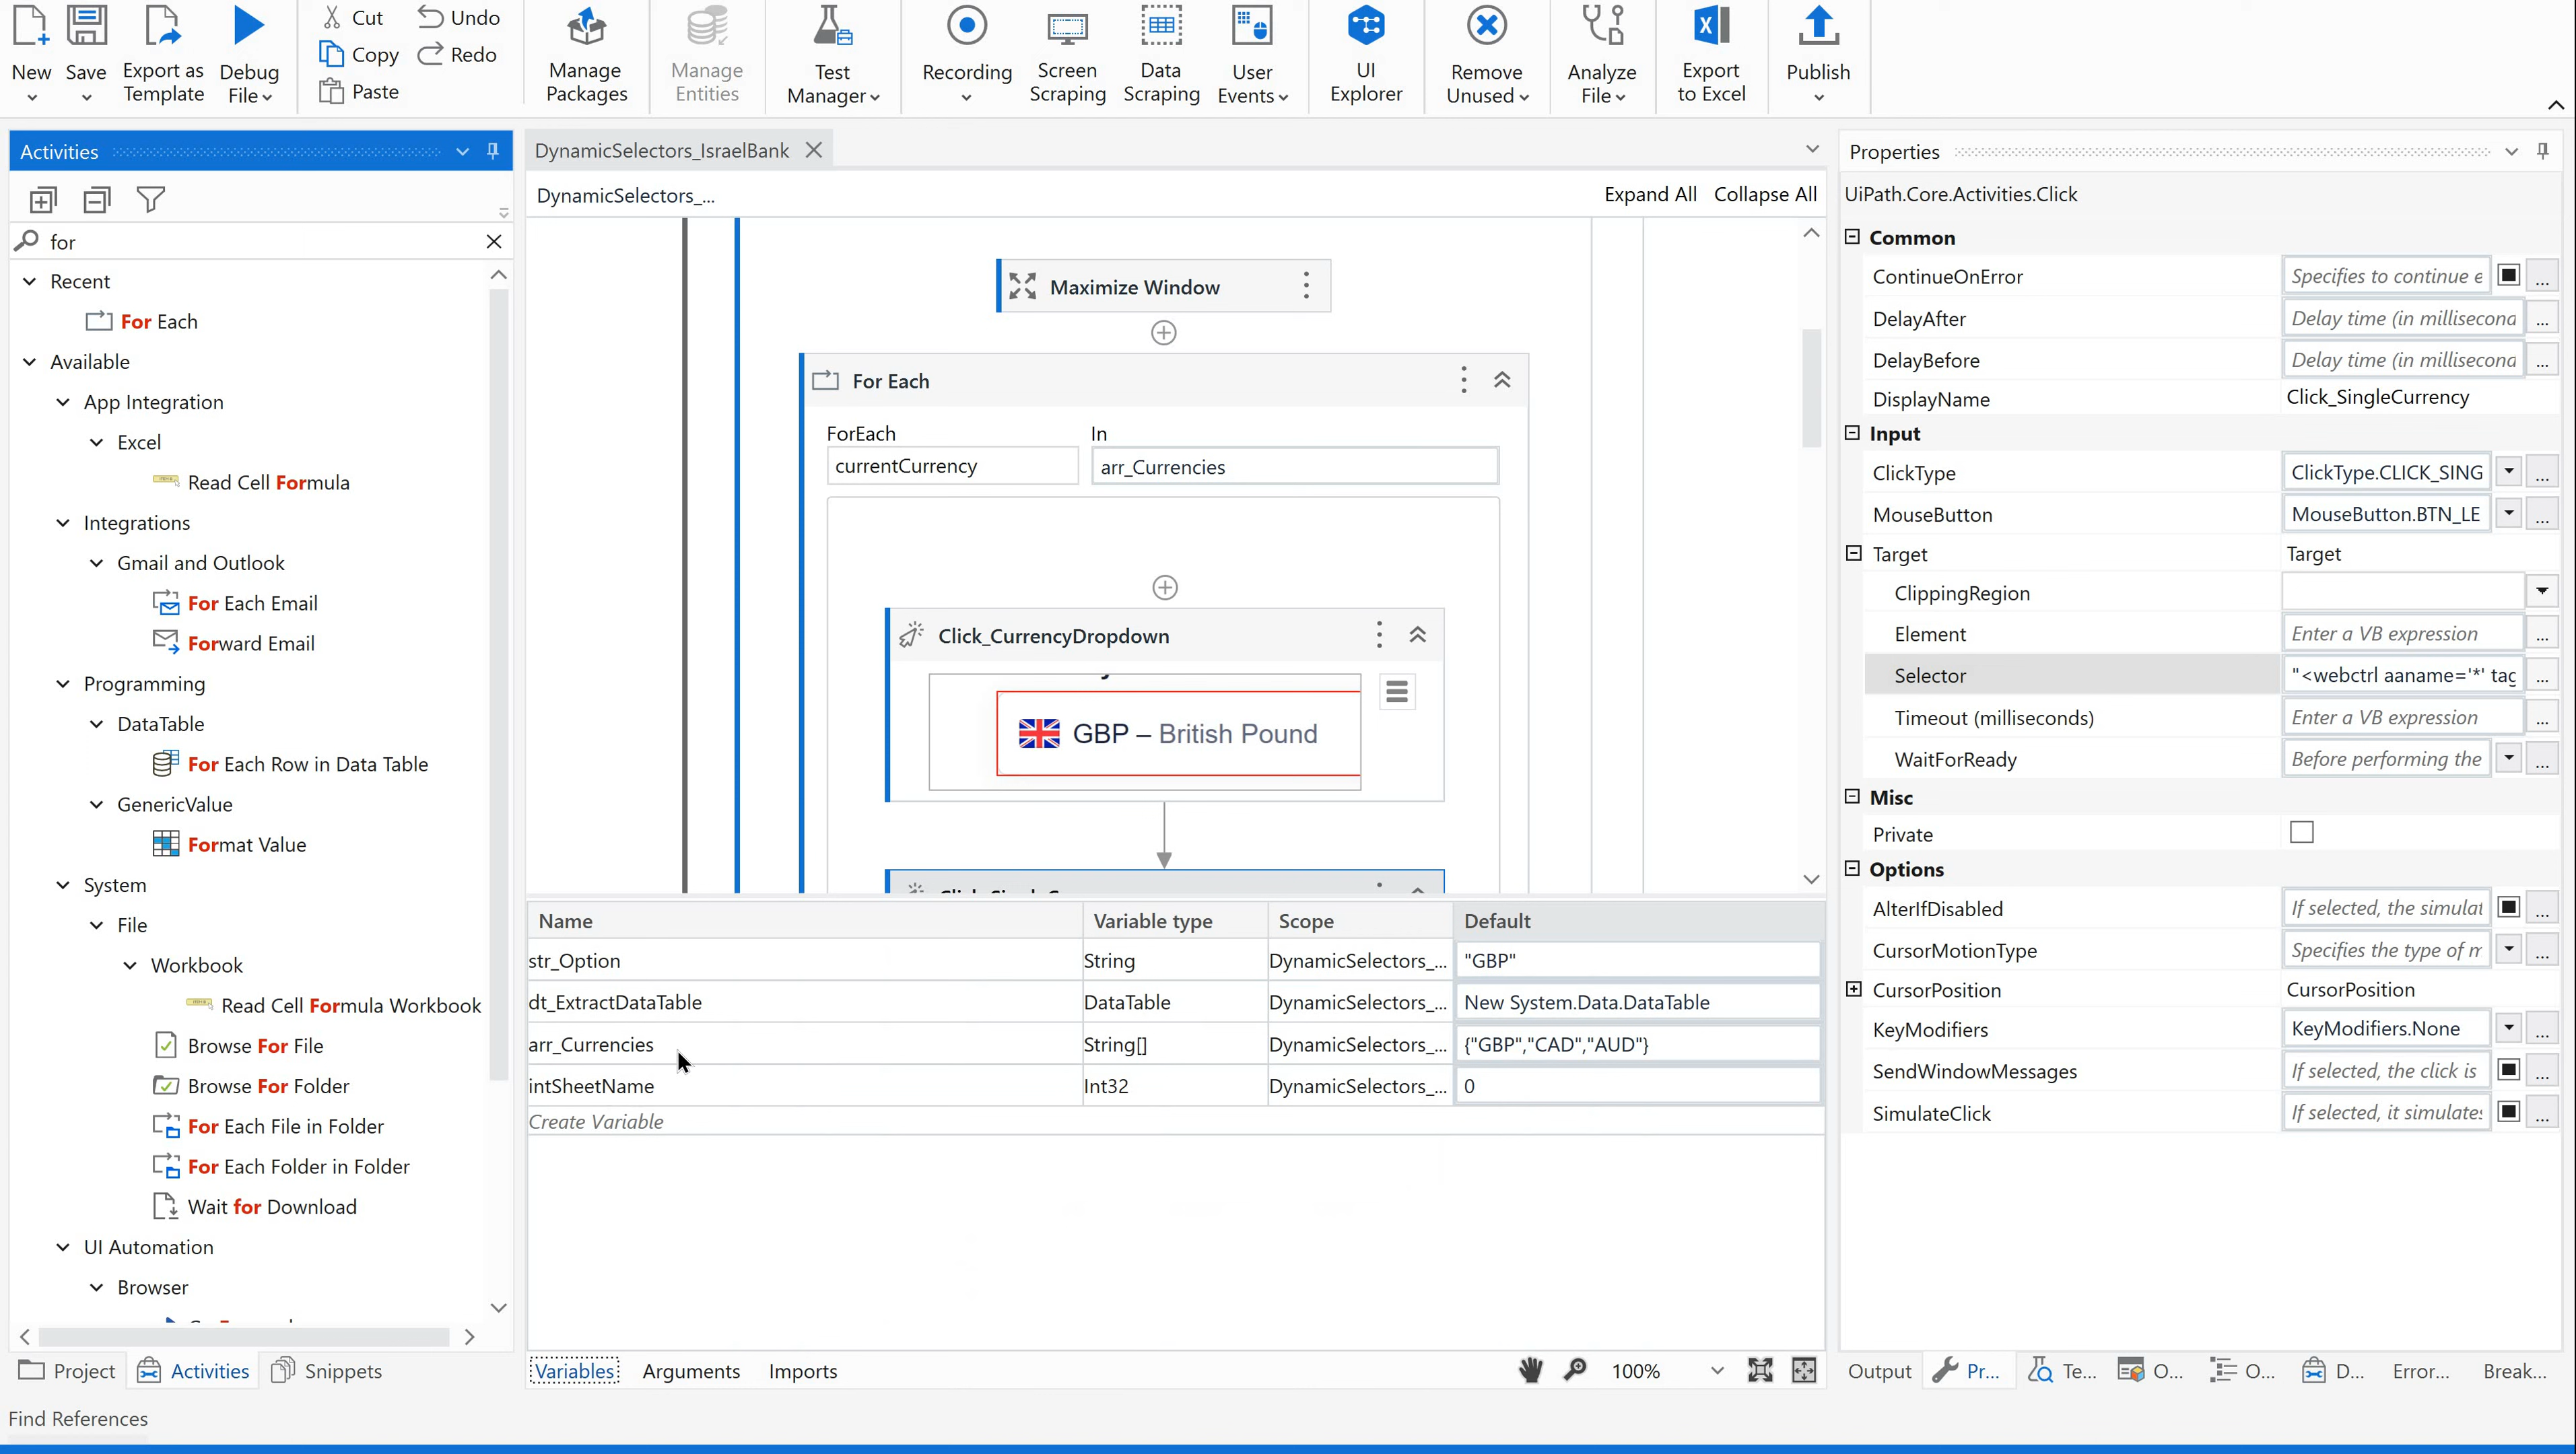 New
Save
Export as
Template
Debug
File
Cut
Copy
Paste
Undo
Redo
Manage
Packages
Manage
Entities
Test
Manager
Recording
Screen
Scraping
Data
Scraping
User
Events
UI
Explorer
Remove
Unused
Analyze
File
Export
to Excel
Publish
Activities
for
Recent
For Each
Available
App Integration
Excel
Read Cell Formula
Integrations
Gmail and Outlook
For Each Email
Forward Email
Programming
DataTable
For Each Row in Data Table
GenericValue
Format Value
System
File
Workbook
Read Cell Formula Workbook
Browse For File
Browse For Folder
For Each File in Folder
For Each Folder in Folder
Wait for Download
UI Automation
Browser
Project
Activities
Snippets
DynamicSelectors_IsraelBank
DynamicSelectors_...
Expand All
Collapse All
Maximize Window
For Each
ForEach
In
currentCurrency
arr_Currencies
Click_CurrencyDropdown
GBP – British Pound
Name Variable type Scope Default
str_Option String DynamicSelectors_... "GBP"
dt_ExtractDataTable DataTable DynamicSelectors_... New System.Data.DataTable
arr_Currencies String[] DynamicSelectors_... {"GBP","CAD","AUD"}
intSheetName Int32 DynamicSelectors_... 0
Create Variable
Variables
Arguments
Imports
100%
Properties
UiPath.Core.Activities.Click
Common
ContinueOnError Specifies to continue e ...
DelayAfter Delay time (in millisecond ...
DelayBefore Delay time (in millisecond ...
DisplayName Click_SingleCurrency
Input
ClickType ClickType.CLICK_SING ...
MouseButton MouseButton.BTN_LE ...
Target Target
ClippingRegion
Element Enter a VB expression ...
Selector "<webctrl aaname='*' tag ...
Timeout (milliseconds) Enter a VB expression ...
WaitForReady Before performing the ...
Misc
Private
Options
AlterIfDisabled If selected, the simulat ...
CursorMotionType Specifies the type of m ...
CursorPosition CursorPosition
KeyModifiers KeyModifiers.None ...
SendWindowMessages If selected, the click is ...
SimulateClick If selected, it simulates ...
Output
Pr...
Te...
O...
O...
D...
Error...
Break...
Find References